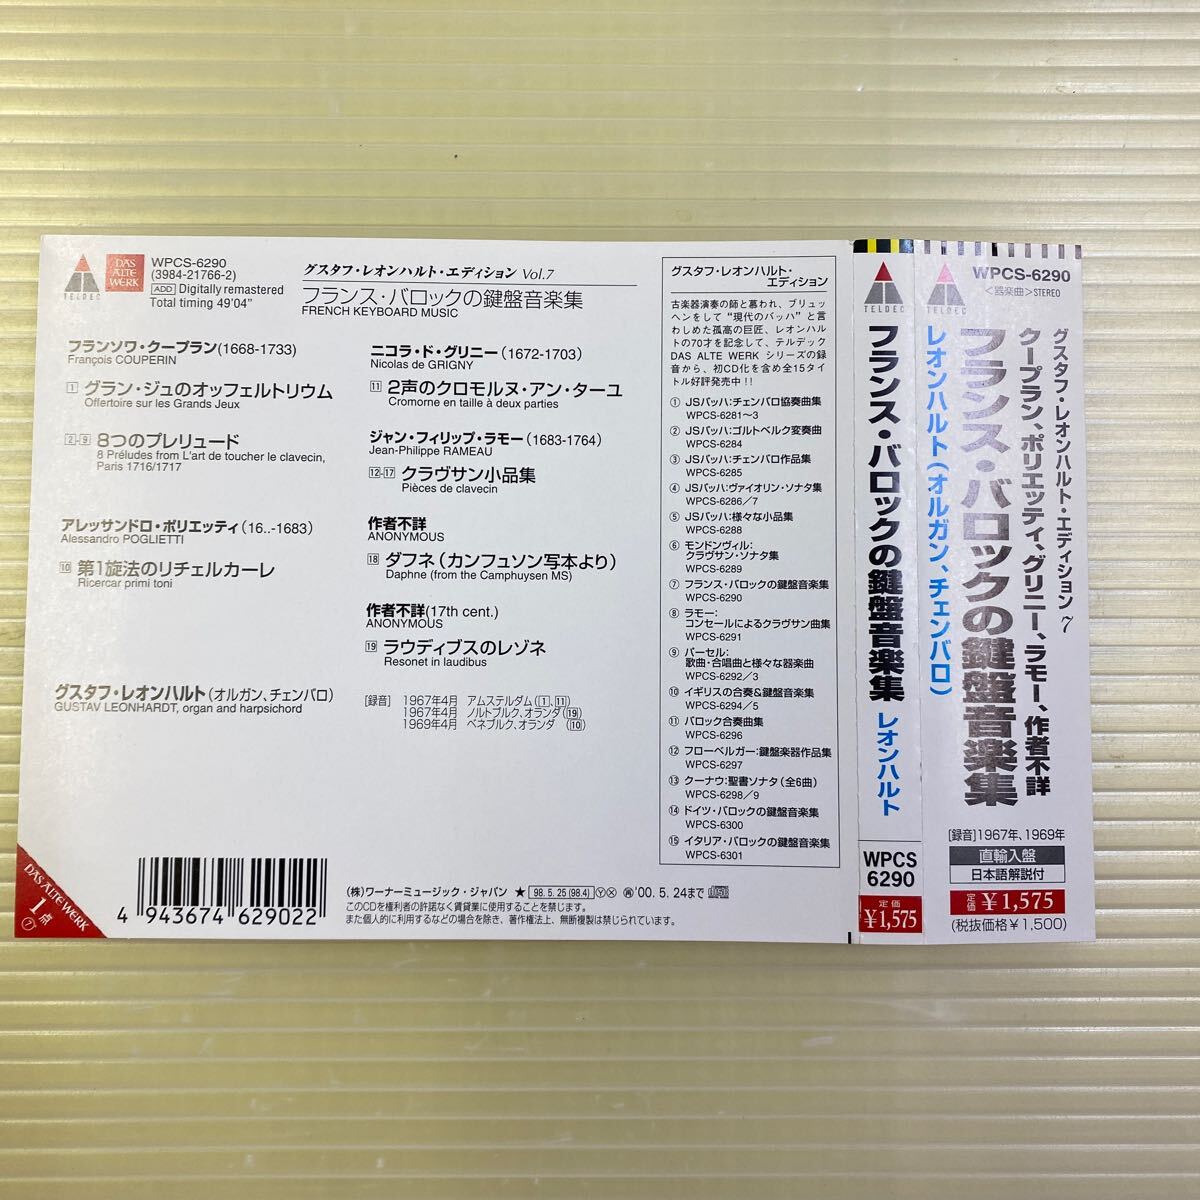 TELDEC
DAS ALTE WERK
WPCS-6290
(3984-21766-2)
ADD Digitally remastered
Total timing 49'04"
グスタフ・レオンハルト・エディション Vol.7
フランス・バロックの鍵盤音楽集
FRENCH KEYBOARD MUSIC
フランソワ・クープラン(1668-1733)
François COUPERIN
1 グラン・ジュのオッフェルトリウム
Offertoire sur les Grands Jeux
2-9 8つのプレリュード
8 Préludes from L'art de toucher le clavecin,
Paris 1716/1717
アレッサンドロ・ポリエッティ(16..-1683)
Alessandro POGLIETTI
10 第1旋法のリチェルカーレ
Ricercar primi toni
ニコラ・ド・グリニー(1672-1703)
Nicolas de GRIGNY
11 2声のクロモルヌ・アン・ターユ
Cromorne en taille à deux parties
ジャン・フィリップ・ラモー(1683-1764)
Jean-Philippe RAMEAU
12-17 クラヴサン小品集
Pièces de clavecin
作者不詳
ANONYMOUS
18 ダフネ(カンフュソン写本より)
Daphne (from the Camphuysen MS)
作者不詳(17th cent.)
ANONYMOUS
19 ラウディブスのレゾネ
Resonet in laudibus
グスタフ・レオンハルト(オルガン、チェンバロ)
GUSTAV LEONHARDT, organ and harpsichord
[録音] 1967年4月 アムステルダム(1、11)
1967年4月 ノルトブルク、オランダ(19)
1969年4月 ベネブルク、オランダ (10)
グスタフ・レオンハルト・
エディション
古楽器演奏の師と慕われ、ブリュッ
ヘンをして“現代のバッハ”と言
わしめた孤高の巨匠、レオンハル
トの70才を記念して、テルデック
DAS ALTE WERK シリーズの録
音から、初CD化を含め全15タイ
トル好評発売中!!
① JSバッハ:チェンバロ協奏曲集
WPCS-6281〜3
② JSバッハ:ゴルトベルク変奏曲
WPCS-6284
③ JSバッハ:チェンバロ作品集
WPCS-6285
④ JSバッハ:ヴァイオリン・ソナタ集
WPCS-6286/7
⑤ JSバッハ:様々な小品集
WPCS-6288
⑥ モンドンヴィル:
クラヴサン・ソナタ集
WPCS-6289
⑦ フランス・バロックの鍵盤音楽集
WPCS-6290
⑧ ラモー:
コンセールによるクラヴサン曲集
WPCS-6291
⑨ パーセル:
歌曲・合唱曲と様々な器楽曲
WPCS-6292/3
⑩ イギリスの合奏&鍵盤音楽集
WPCS-6294/5
⑪ バロック合奏曲集
WPCS-6296
⑫ フローベルガー:鍵盤楽器作品集
WPCS-6297
⑬ クーナウ:聖書ソナタ(全6曲)
WPCS-6298/9
⑭ ドイツ・バロックの鍵盤音楽集
WPCS-6300
⑮ イタリア・バロックの鍵盤音楽集
WPCS-6301
DAS ALTE WERK
1点
⑦
4 943674 629022
(株)ワーナーミュージック・ジャパン ★ 98.5.25(98.4) Ⓨ Ⓧ 再 '00.5.24まで
このCDを権利者の許諾なく賃貸業に使用することを禁じます。
また個人的に利用するなどの場合を除き、著作権法上、無断複製は禁じられています。
TELDEC
フランス・バロックの鍵盤音楽集 レオンハルト
WPCS
6290
定価
¥1,575
WPCS-6290
TELDEC
<器楽曲> STEREO
グスタフ・レオンハルト・エディション 7
クープラン、ポリエッティ、グリニー、ラモー、作者不詳
フランス・バロックの鍵盤音楽集
レオンハルト(オルガン、チェンバロ)
[録音]1967年、1969年
直輸入盤
日本語解説付
定価 ¥1,575
(税抜価格¥1,500)